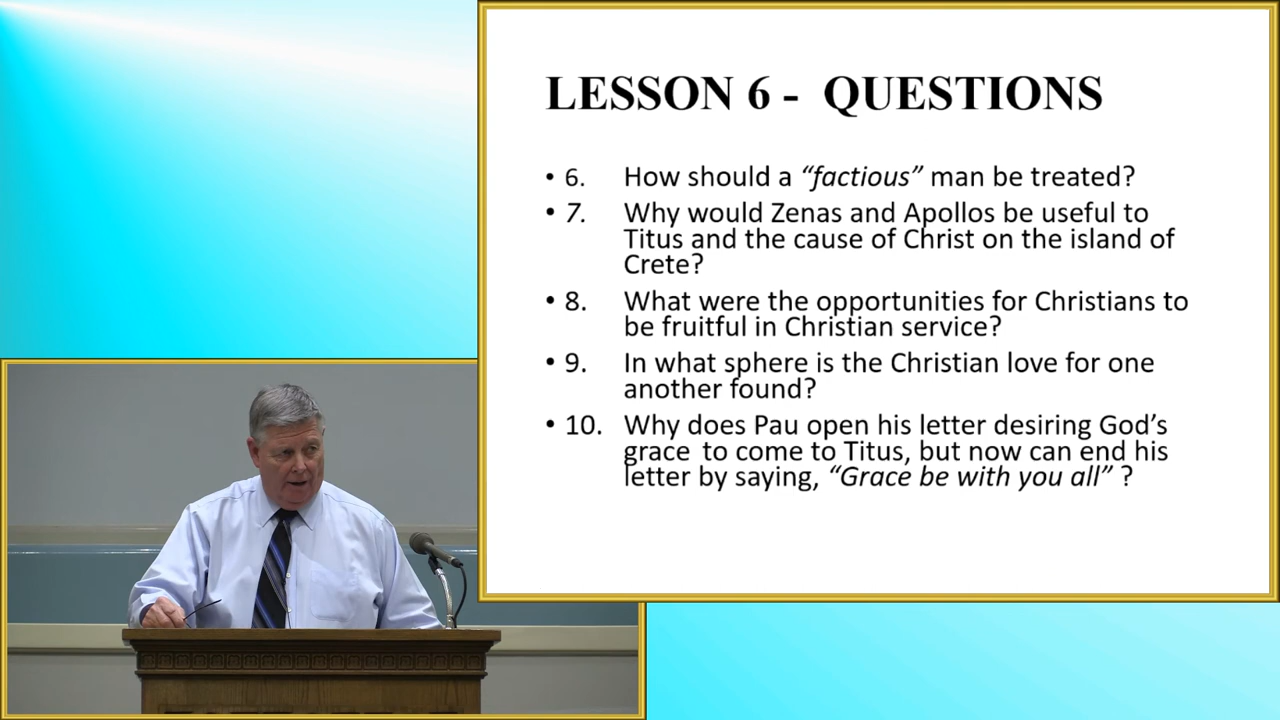 LESSON 6 - QUESTIONS
• 6. How should a “factious” man be treated?
• 7. Why would Zenas and Apollos be useful to
Titus and the cause of Christ on the island of
Crete?
• 8. What were the opportunities for Christians to
be fruitful in Christian service?
• 9. In what sphere is the Christian love for one
another found?
• 10. Why does Pau open his letter desiring God’s
grace to come to Titus, but now can end his
letter by saying, “Grace be with you all” ?